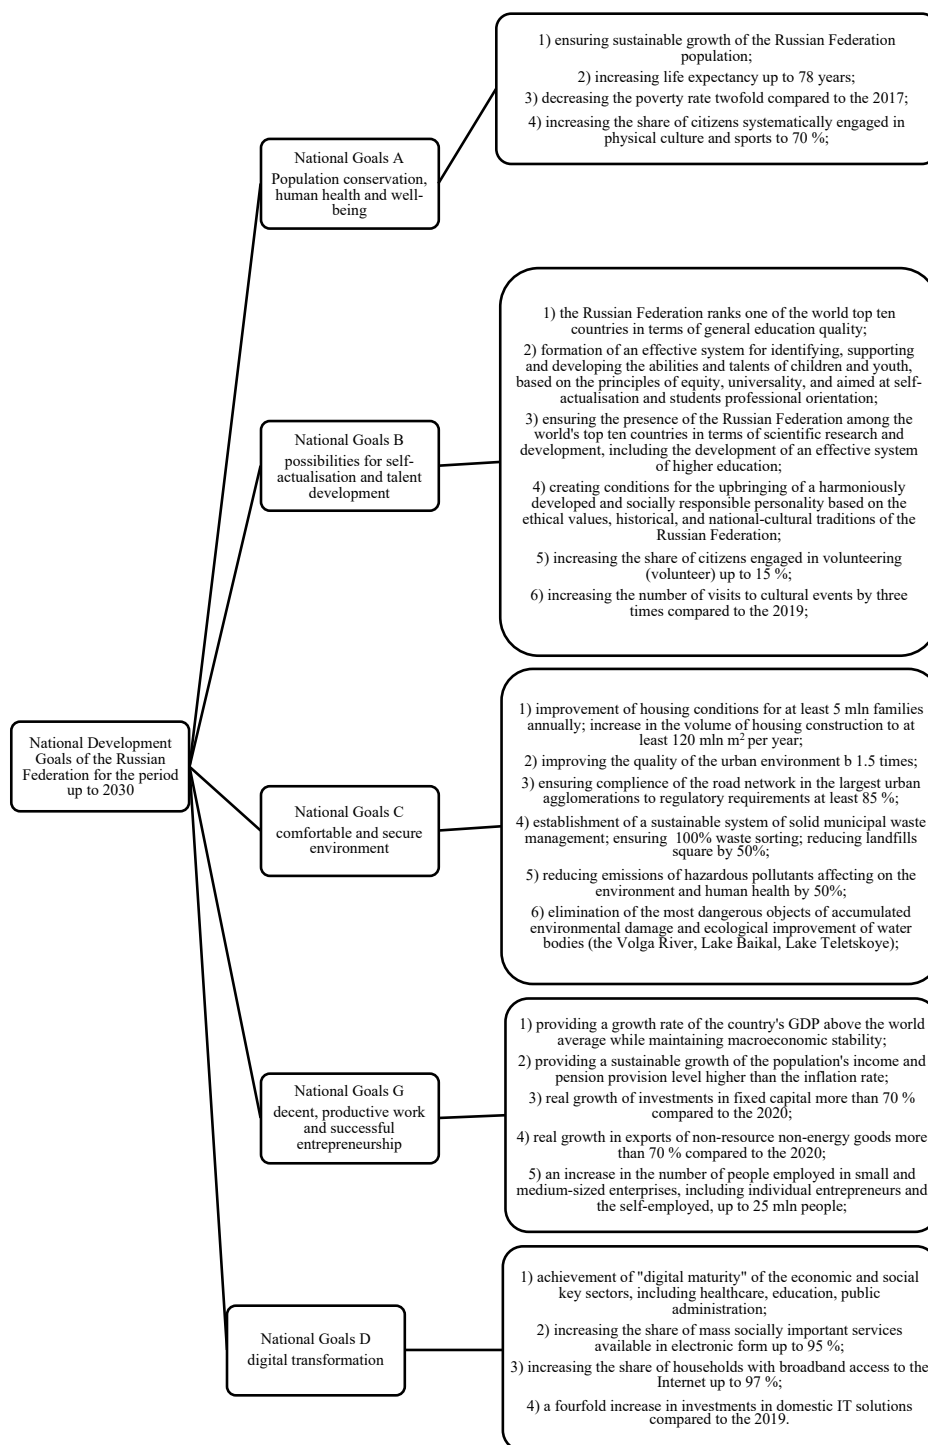 National Development
Goals of the Russian
Federation for the period
up to 2030
National Goals A
Population conservation,
human health and well-
being
1) ensuring sustainable growth of the Russian Federation
population;
2) increasing life expectancy up to 78 years;
3) decreasing the poverty rate twofold compared to the 2017;
4) increasing the share of citizens systematically engaged in
physical culture and sports to 70 %;
National Goals B
possibilities for self-
actualisation and talent
development
1) the Russian Federation ranks one of the world top ten
countries in terms of general education quality;
2) formation of an effective system for identifying, supporting
and developing the abilities and talents of children and youth,
based on the principles of equity, universality, and aimed at self-
actualisation and students professional orientation;
3) ensuring the presence of the Russian Federation among the
world's top ten countries in terms of scientific research and
development, including the development of an effective system
of higher education;
4) creating conditions for the upbringing of a harmoniously
developed and socially responsible personality based on the
ethical values, historical, and national-cultural traditions of the
Russian Federation;
5) increasing the share of citizens engaged in volunteering
(volunteer) up to 15 %;
6) increasing the number of visits to cultural events by three
times compared to the 2019;
National Goals C
comfortable and secure
environment
1) improvement of housing conditions for at least 5 mln families
annually; increase in the volume of housing construction to at
least 120 mln m² per year;
2) improving the quality of the urban environment b 1.5 times;
3) ensuring complience of the road network in the largest urban
agglomerations to regulatory requirements at least 85 %;
4) establishment of a sustainable system of solid municipal waste
management; ensuring 100% waste sorting; reducing landfills
square by 50%;
5) reducing emissions of hazardous pollutants affecting on the
environment and human health by 50%;
6) elimination of the most dangerous objects of accumulated
environmental damage and ecological improvement of water
bodies (the Volga River, Lake Baikal, Lake Teletskoye);
National Goals G
decent, productive work
and successful
entrepreneurship
1) providing a growth rate of the country's GDP above the world
average while maintaining macroeconomic stability;
2) providing a sustainable growth of the population's income and
pension provision level higher than the inflation rate;
3) real growth of investments in fixed capital more than 70 %
compared to the 2020;
4) real growth in exports of non-resource non-energy goods more
than 70 % compared to the 2020;
5) an increase in the number of people employed in small and
medium-sized enterprises, including individual entrepreneurs and
the self-employed, up to 25 mln people;
National Goals D
digital transformation
1) achievement of "digital maturity" of the economic and social
key sectors, including healthcare, education, public
administration;
2) increasing the share of mass socially important services
available in electronic form up to 95 %;
3) increasing the share of households with broadband access to the
Internet up to 97 %;
4) a fourfold increase in investments in domestic IT solutions
compared to the 2019.